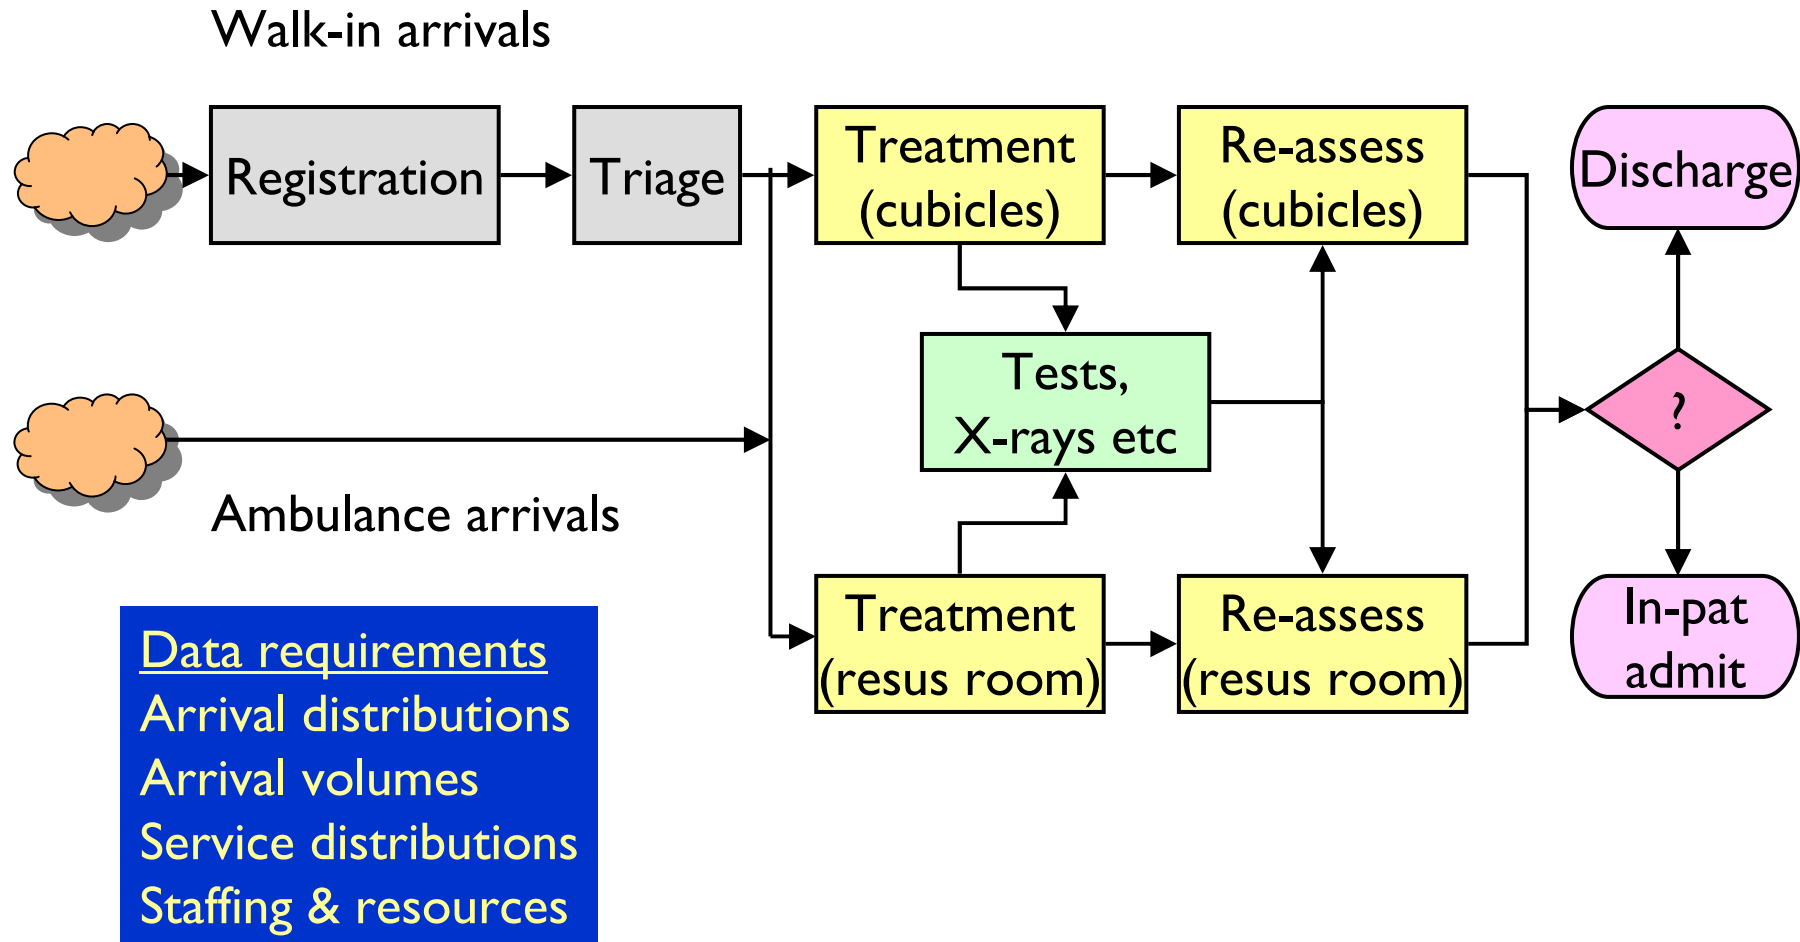 Walk-in arrivals
Registration
Triage
Treatment
(cubicles)
Re-assess
(cubicles)
Discharge
Tests,
X-rays etc
?
Ambulance arrivals
Treatment
(resus room)
Re-assess
(resus room)
In-pat
admit
Data requirements
Arrival distributions
Arrival volumes
Service distributions
Staffing & resources